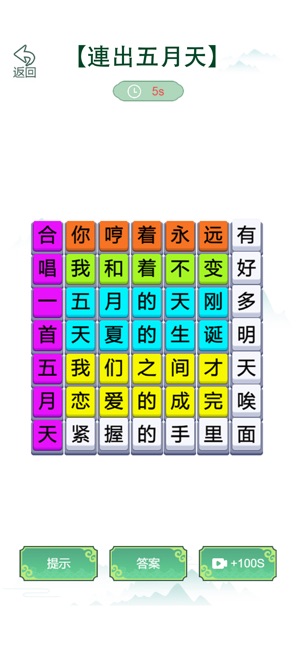 【連出五月天】
返回
5s
合你哼着永远有
唱我和着不变好
一五月的天刚多
首天夏的生诞明
五我们之间才天
月恋爱的成完唉
天紧握的手里面
提示 答案 +100S